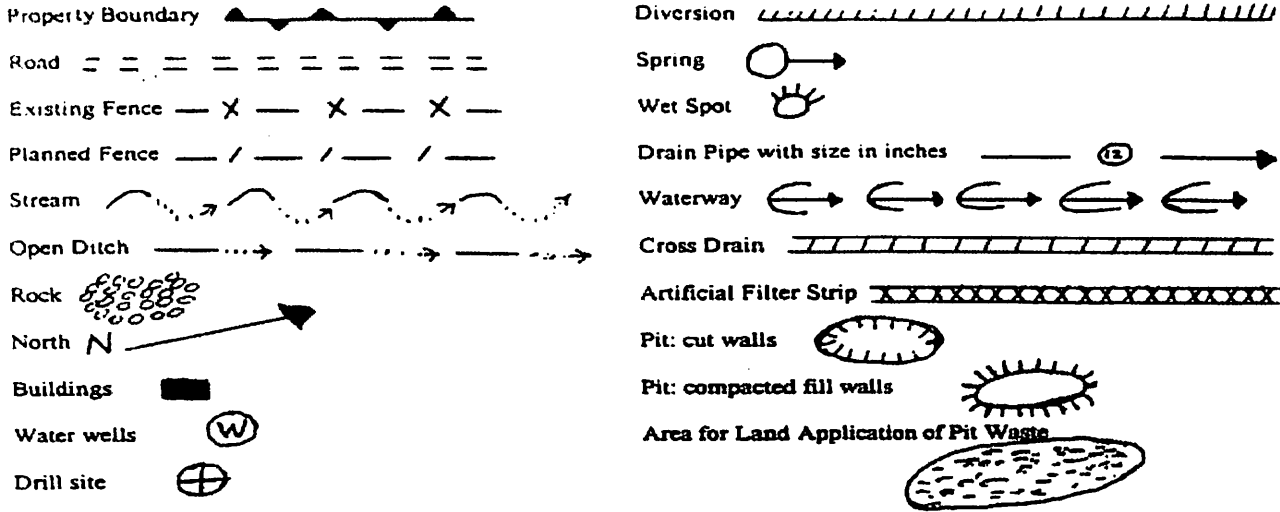 Property Boundary
Road
Existing Fence
Planned Fence
Stream
Open Ditch
Rock
North N
Buildings
Water wells W
Drill site
Diversion
Spring
Wet Spot
Drain Pipe with size in inches 12
Waterway
Cross Drain
Artificial Filter Strip
Pit: cut walls
Pit: compacted fill walls
Area for Land Application of Pit Waste